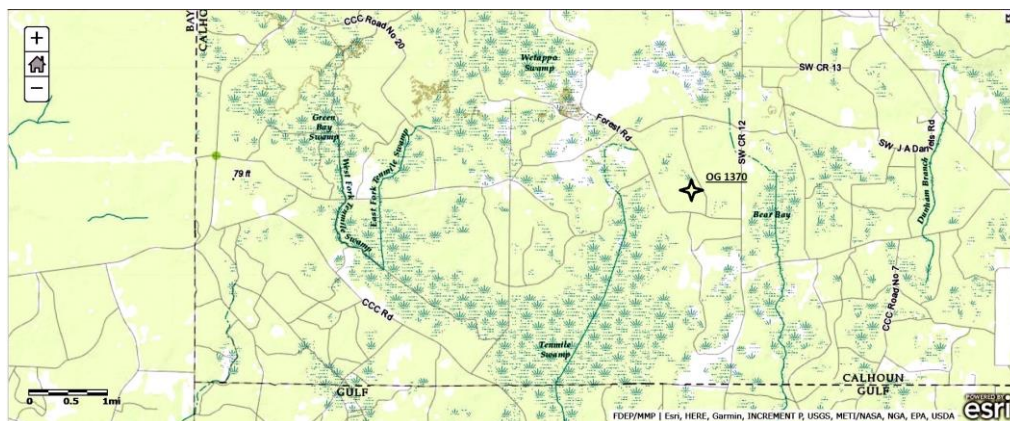 BAY
CALHO
+
−
CCC Road No 20
Wetappo
Swamp
SW CR 13
Green
Bay
Swamp
Forest Rd
SW CR 12
SW J A Dan
els Rd
79 ft
West Fork Tenmile Swamp
East Fork Tenmile Swamp
OG 1370
Bear Bay
Dunham Branch
CCC Road No 7
CCC Rd
Tenmile
Swamp
0 0.5 1mi
GULF
CALHOUN
GULF
POWERED BY
esri
FDEP/MMP | Esri, HERE, Garmin, INCREMENT P, USGS, METI/NASA, NGA, EPA, USDA